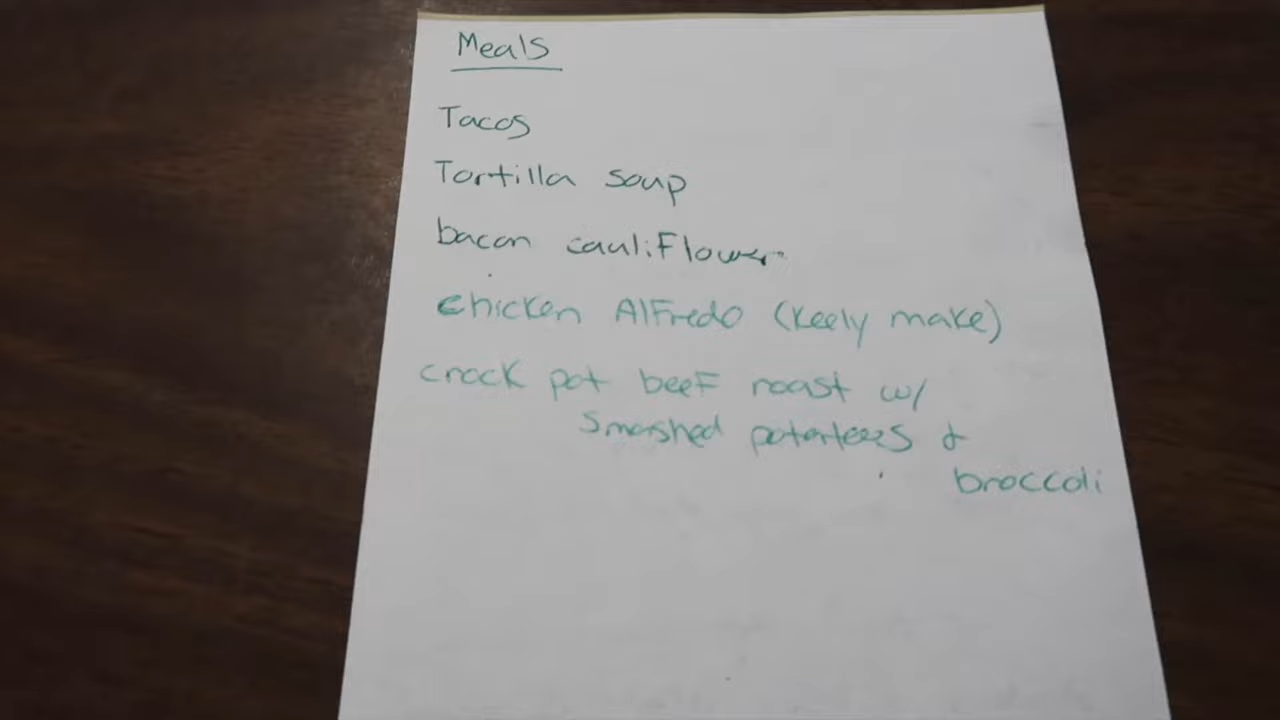 Meals
Tacos
Tortilla soup
bacon cauliFlower
chicken AlFredo (Keely make)
crock pot beeF roast w/
Smashed potatoes &
broccoli